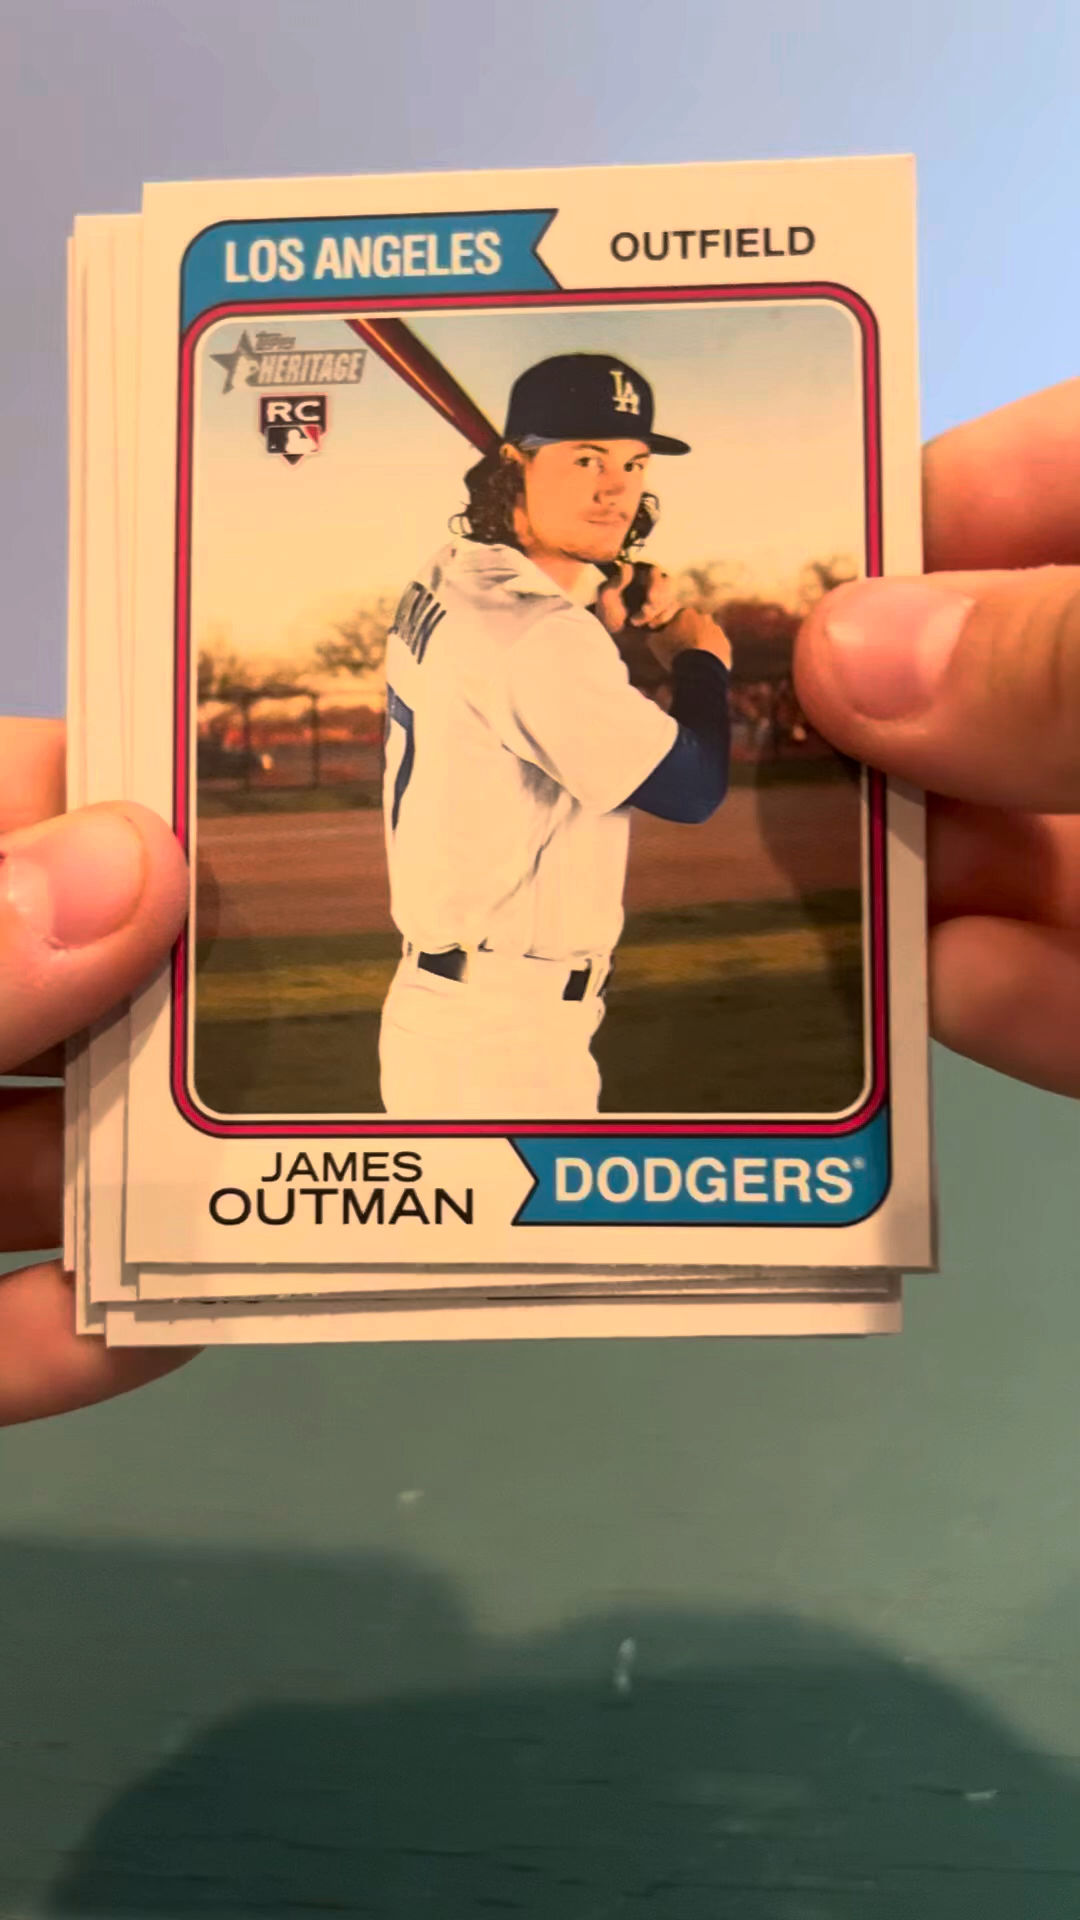 LOS ANGELES
OUTFIELD
Topps
HERITAGE
RC
LA
JAMES
OUTMAN
DODGERS®